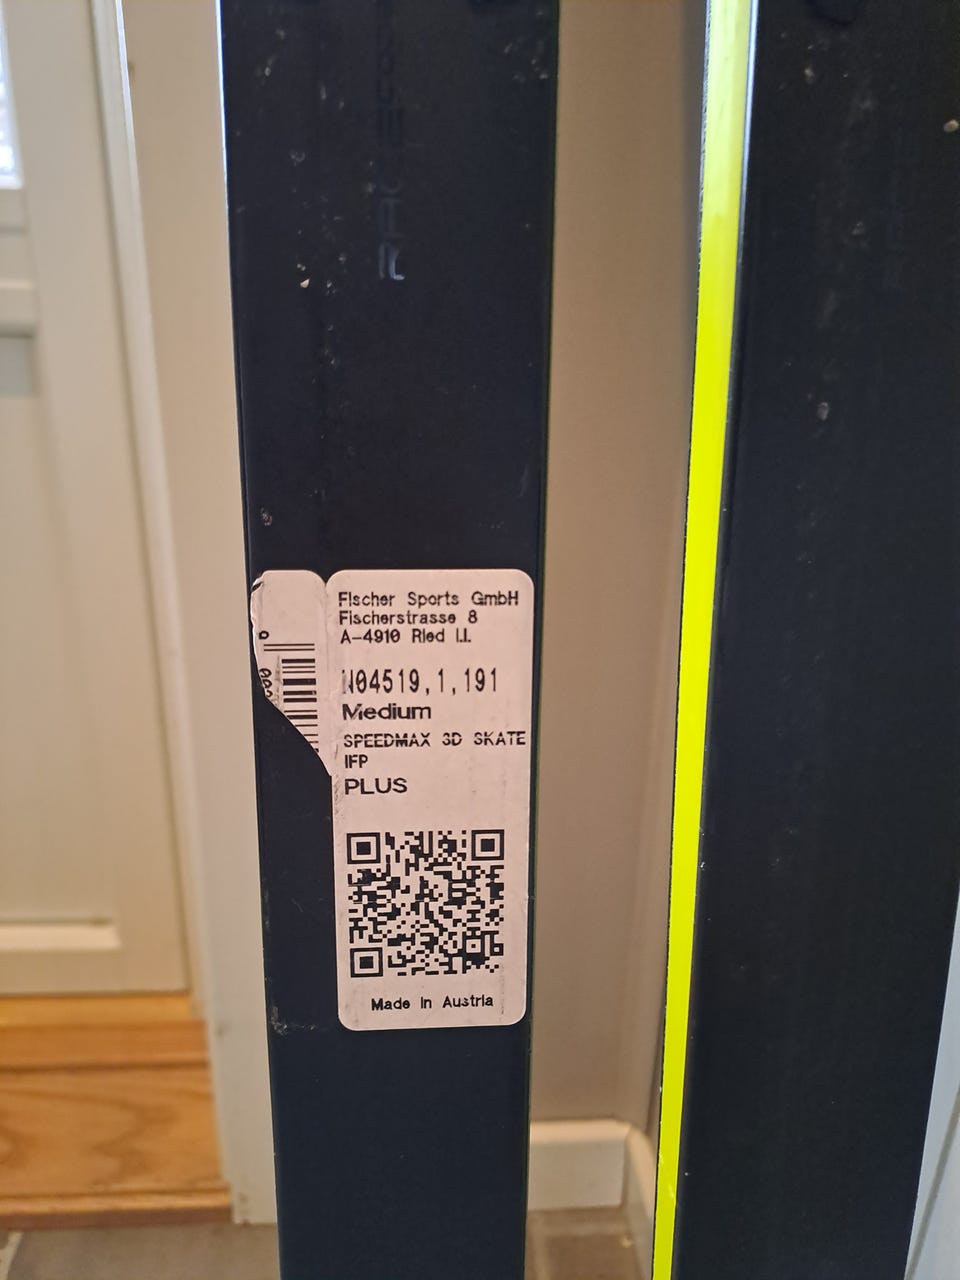 RACE
Fischer Sports GmbH
Fischerstrasse 8
A-4910 Ried I.I.
N04519,1,191
Medium
SPEEDMAX 3D SKATE
IFP
PLUS
Made in Austria